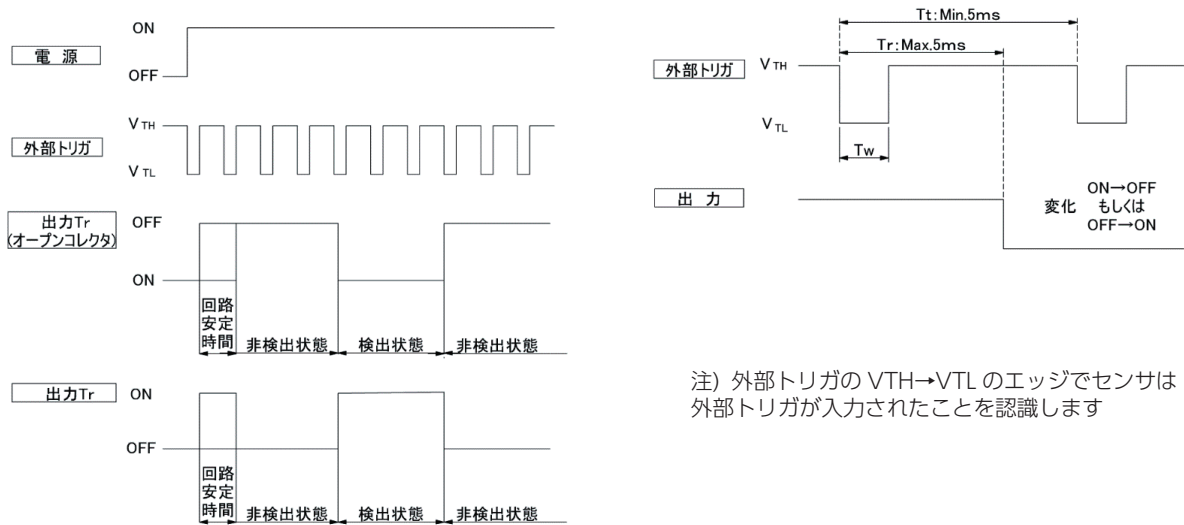 ON
電 源
OFF
V TH
外部トリガ
V TL
出力Tr
(オープンコレクタ)
OFF
ON
回路
安定
時間
非検出状態
検出状態
非検出状態
出力Tr
ON
OFF
回路
安定
時間
非検出状態
検出状態
非検出状態
Tt:Min.5ms
Tr:Max.5ms
外部トリガ
V TH
V TL
Tw
出 力
変化
ON→OFF
もしくは
OFF→ON
注) 外部トリガの VTH→VTL のエッジでセンサは
外部トリガが入力されたことを認識します